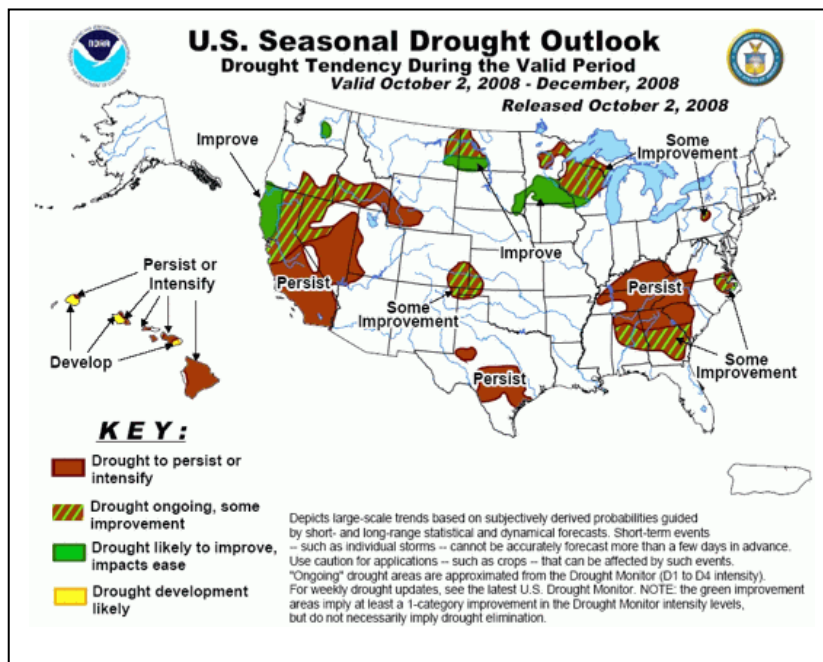 NOAA
U.S. Seasonal Drought Outlook
Drought Tendency During the Valid Period
Valid October 2, 2008 - December, 2008
Released October 2, 2008
Improve
Some
Improvement
Improve
Persist or
Intensify
Persist
Persist
Some
Improvement
Develop
Some
Improvement
Persist
KEY:
Drought to persist or
intensify
Drought ongoing, some
improvement
Drought likely to improve,
impacts ease
Drought development
likely
Depicts large-scale trends based on subjectively derived probabilities guided
by short- and long-range statistical and dynamical forecasts. Short-term events
-- such as individual storms -- cannot be accurately forecast more than a few days in advance.
Use caution for applications -- such as crops -- that can be affected by such events.
"Ongoing" drought areas are approximated from the Drought Monitor (D1 to D4 intensity).
For weekly drought updates, see the latest U.S. Drought Monitor. NOTE: the green improvement
areas imply at least a 1-category improvement in the Drought Monitor intensity levels,
but do not necessarily imply drought elimination.